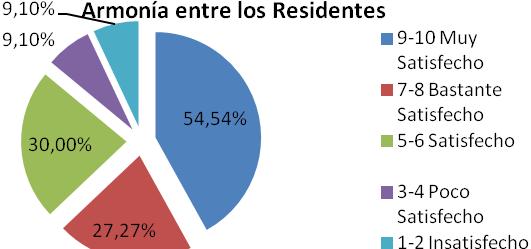 Armonía entre los Residentes
9,10%
9,10%
54,54%
30,00%
27,27%
9-10 Muy
Satisfecho
7-8 Bastante
Satisfecho
5-6 Satisfecho
3-4 Poco
Satisfecho
1-2 Insatisfecho